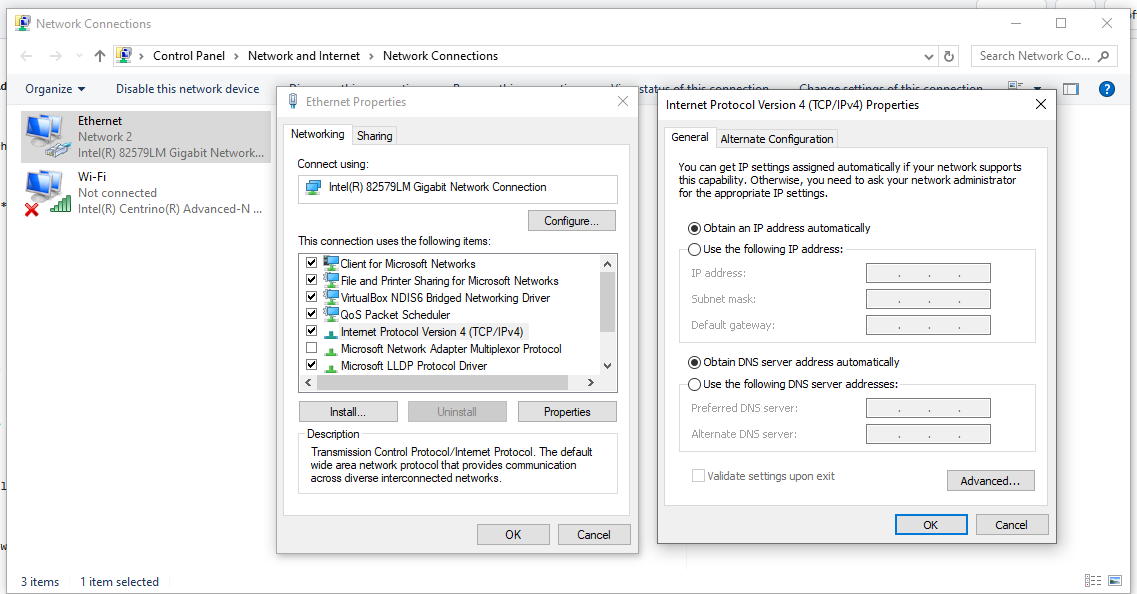 Network Connections
Control Panel > Network and Internet > Network Connections
Search Network Co...
Organize
Disable this network device
status of this connection
Change settings of this connection
Ethernet
Network 2
Intel(R) 82579LM Gigabit Network...
Wi-Fi
Not connected
Intel(R) Centrino(R) Advanced-N ...
Ethernet Properties
Networking
Sharing
Connect using:
Intel(R) 82579LM Gigabit Network Connection
Configure...
This connection uses the following items:
Client for Microsoft Networks
File and Printer Sharing for Microsoft Networks
VirtualBox NDIS6 Bridged Networking Driver
QoS Packet Scheduler
Internet Protocol Version 4 (TCP/IPv4)
Microsoft Network Adapter Multiplexor Protocol
Microsoft LLDP Protocol Driver
Install...
Uninstall
Properties
Description
Transmission Control Protocol/Internet Protocol. The default
wide area network protocol that provides communication
across diverse interconnected networks.
OK
Cancel
Internet Protocol Version 4 (TCP/IPv4) Properties
General
Alternate Configuration
You can get IP settings assigned automatically if your network supports
this capability. Otherwise, you need to ask your network administrator
for the appropriate IP settings.
Obtain an IP address automatically
Use the following IP address:
IP address:
Subnet mask:
Default gateway:
Obtain DNS server address automatically
Use the following DNS server addresses:
Preferred DNS server:
Alternate DNS server:
Validate settings upon exit
Advanced...
OK
Cancel
3 items
1 item selected